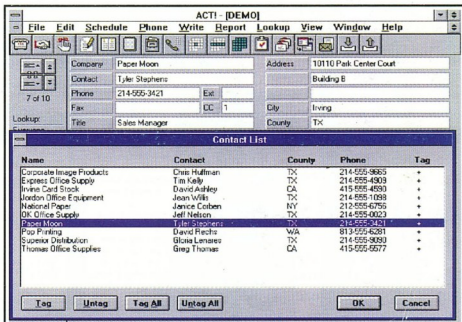 ACT! - [DEMO]
File Edit Schedule Phone Write Report Lookup View Window Help
Company Paper Moon Address 10110 Park Center Court
Contact Tyler Stephens Building B
Phone 214-555-3421 Ext
7 of 10
Fax CC 1 City Irving
Lookup:
Title Sales Manager County TX
Contact List
Name Contact County Phone Tag
Corporate Image Products Chris Huffman TX 214-555-9665 +
Express Office Supply Tim Kelly TX 214-555-4909 +
Irvine Card Stock David Ashley CA 415-555-4590 +
Jordon Office Equipment Jean Willis TX 214-555-1098 +
National Paper Janice Corben NY 212-555-6756 +
OK Office Supply Jeff Nelson TX 214-555-0023 +
Paper Moon Tyler Stephens TX 214-555-3421 +
Pop Printing David Rechs WA 813-555-6281 +
Superior Distribution Gloria Lenares TX 214-555-9090 +
Thomas Office Supplies Greg Thomas CA 415-555-5577 +
Tag Untag Tag All Untag All OK Cancel